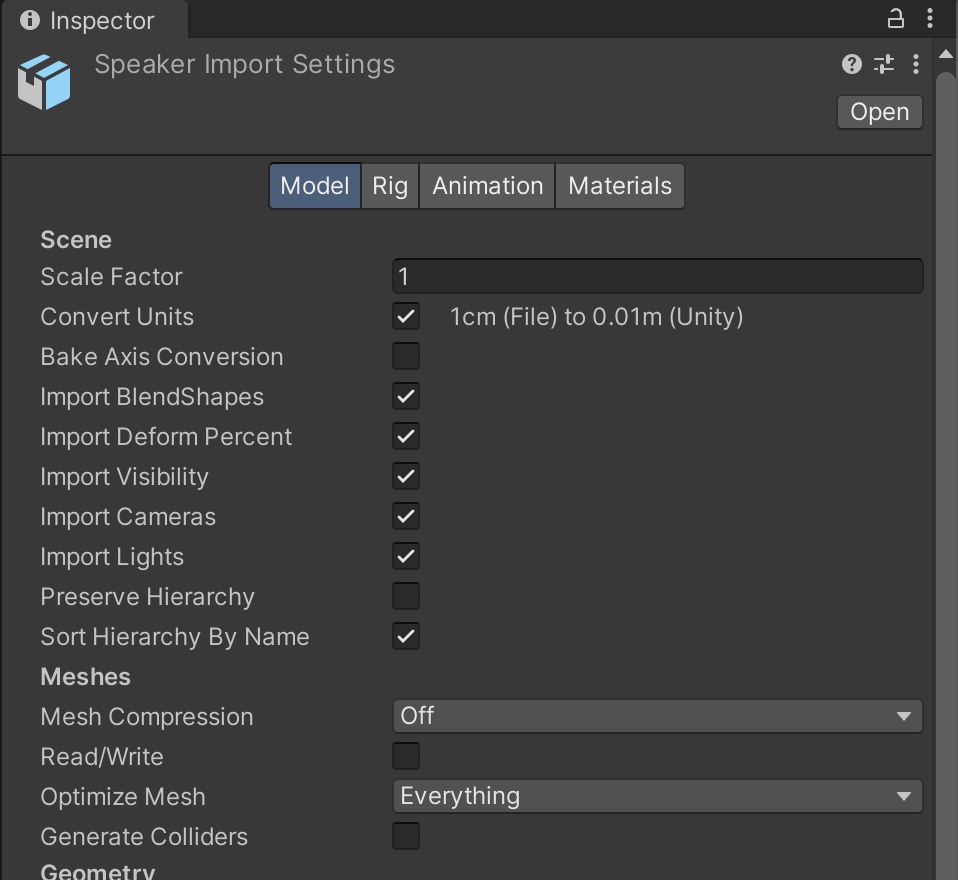 Inspector
Speaker Import Settings
Open
Model Rig Animation Materials
Scene
Scale Factor 1
Convert Units 1cm (File) to 0.01m (Unity)
Bake Axis Conversion
Import BlendShapes
Import Deform Percent
Import Visibility
Import Cameras
Import Lights
Preserve Hierarchy
Sort Hierarchy By Name
Meshes
Mesh Compression Off
Read/Write
Optimize Mesh Everything
Generate Colliders
Geometry